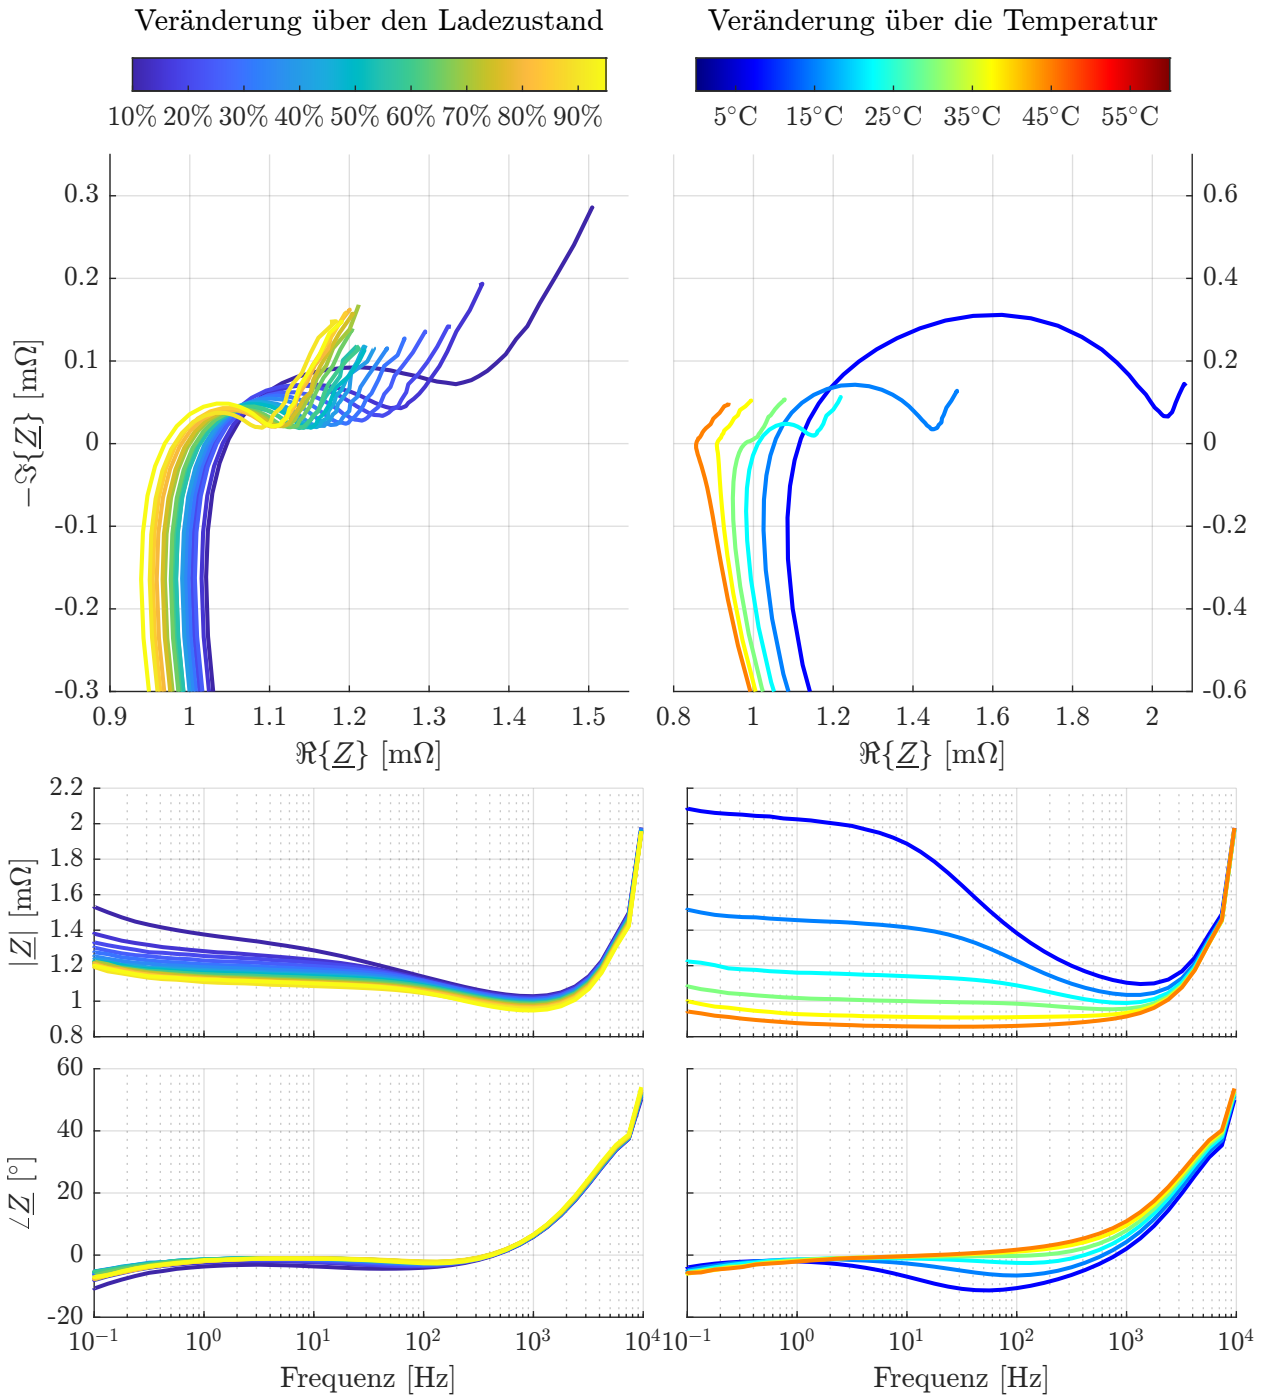 Veränderung über den Ladezustand
Veränderung über die Temperatur
10% 20% 30% 40% 50% 60% 70% 80% 90%
5°C 15°C 25°C 35°C 45°C 55°C
0.3
0.2
0.1
0
-0.1
-0.2
-0.3
−ℑ{Z} [mΩ]
0.9 1 1.1 1.2 1.3 1.4 1.5
ℜ{Z} [mΩ]
0.6
0.4
0.2
0
-0.2
-0.4
-0.6
0.8 1 1.2 1.4 1.6 1.8 2
ℜ{Z} [mΩ]
2.2
2
1.8
1.6
1.4
1.2
1
0.8
|Z| [mΩ]
60
40
20
0
-20
∠Z [°]
10⁻¹ 10⁰ 10¹ 10² 10³ 10⁴
Frequenz [Hz]
10⁻¹ 10⁰ 10¹ 10² 10³ 10⁴
Frequenz [Hz]